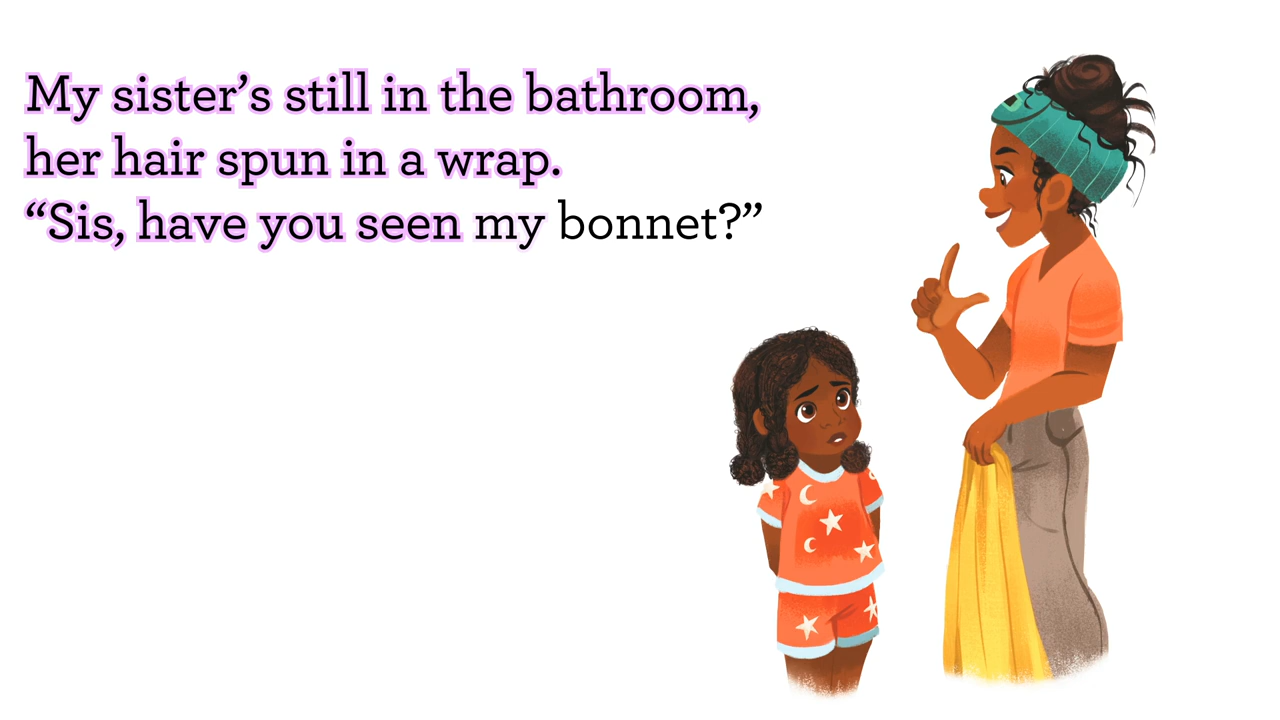 My sister’s still in the bathroom,
her hair spun in a wrap.
“Sis, have you seen my bonnet?”